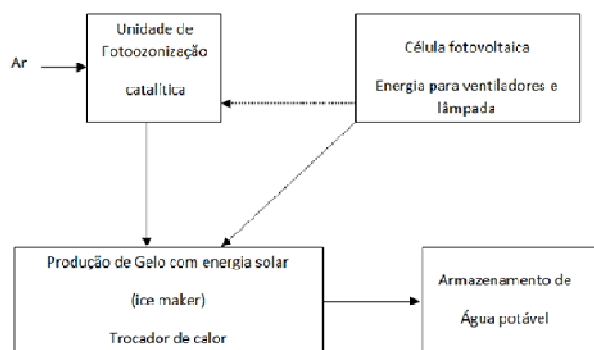 Ar
Unidade de
Fotoozonização
catalítica
Célula fotovoltaica
Energia para ventiladores e
lâmpada
Produção de Gelo com energia solar
(ice maker)
Trocador de calor
Armazenamento de
Água potável